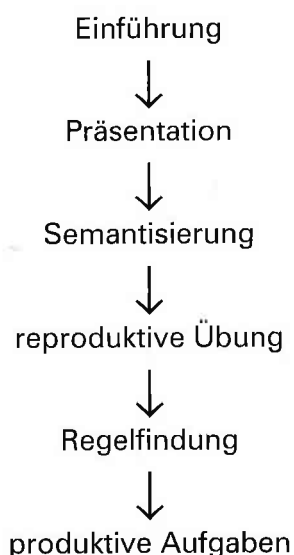 Einführung
Präsentation
Semantisierung
reproduktive Übung
Regelfindung
produktive Aufgaben